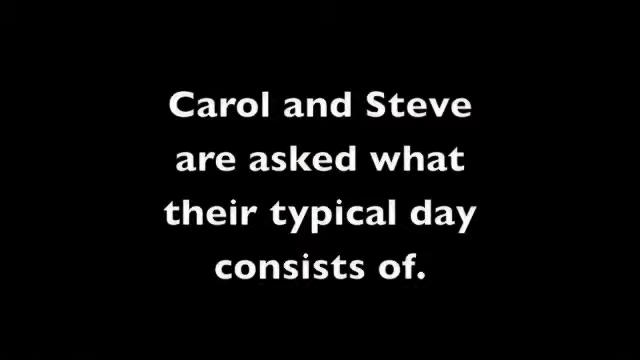 Carol and Steve
are asked what
their typical day
consists of.